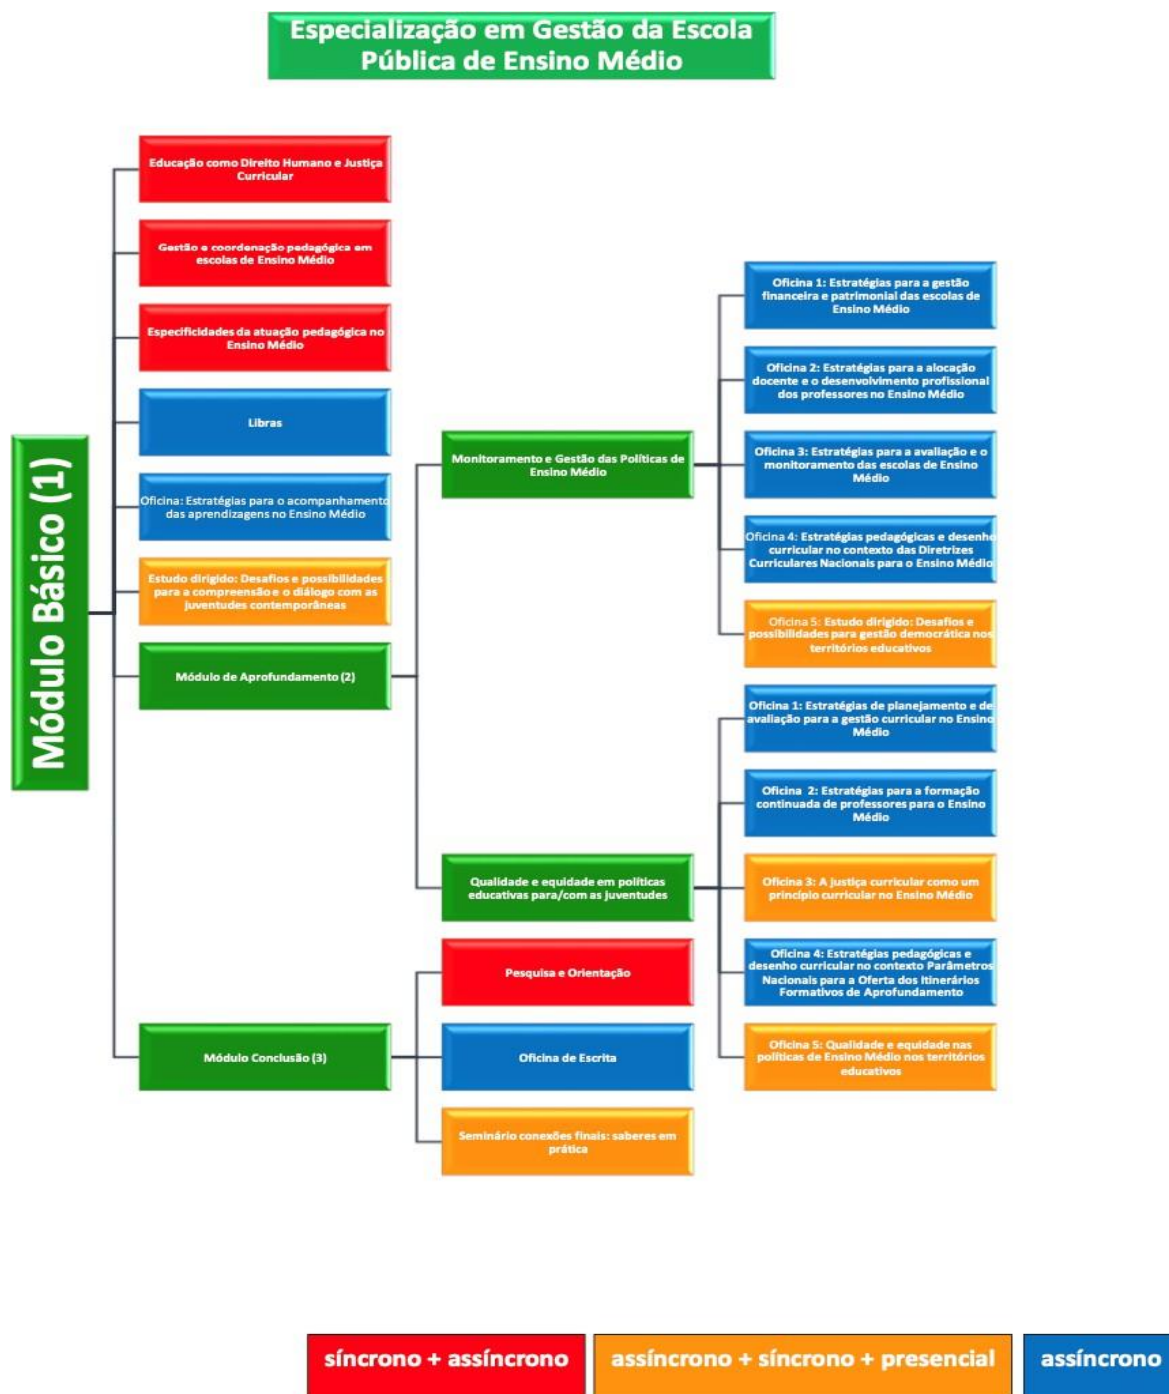 Especialização em Gestão da Escola
Pública de Ensino Médio
Módulo Básico (1)
Educação como Direito Humano e Justiça
Curricular
Gestão e coordenação pedagógica em
escolas de Ensino Médio
Especificidades da atuação pedagógica no
Ensino Médio
Libras
Oficina: Estratégias para o acompanhamento
das aprendizagens no Ensino Médio
Estudo dirigido: Desafios e possibilidades
para a compreensão e o diálogo com as
juventudes contemporâneas
Módulo de Aprofundamento (2)
Monitoramento e Gestão das Políticas de
Ensino Médio
Oficina 1: Estratégias para a gestão
financeira e patrimonial das escolas de
Ensino Médio
Oficina 2: Estratégias para a alocação
docente e o desenvolvimento profissional
dos professores no Ensino Médio
Oficina 3: Estratégias para a avaliação e o
monitoramento das escolas de Ensino
Médio
Oficina 4: Estratégias pedagógicas e desenho
curricular no contexto das Diretrizes
Curriculares Nacionais para o Ensino Médio
Oficina 5: Estudo dirigido: Desafios e
possibilidades para gestão democrática nos
territórios educativos
Qualidade e equidade em políticas
educativas para/com as juventudes
Oficina 1: Estratégias de planejamento e de
avaliação para a gestão curricular no Ensino
Médio
Oficina 2: Estratégias para a formação
continuada de professores para o Ensino
Médio
Oficina 3: A justiça curricular como um
princípio curricular no Ensino Médio
Oficina 4: Estratégias pedagógicas e
desenho curricular no contexto Parâmetros
Nacionais para a Oferta dos Itinerários
Formativos de Aprofundamento
Oficina 5: Qualidade e equidade nas
políticas de Ensino Médio nos territórios
educativos
Módulo Conclusão (3)
Pesquisa e Orientação
Oficina de Escrita
Seminário conexões finais: saberes em
prática
síncrono + assíncrono
assíncrono + síncrono + presencial
assíncrono